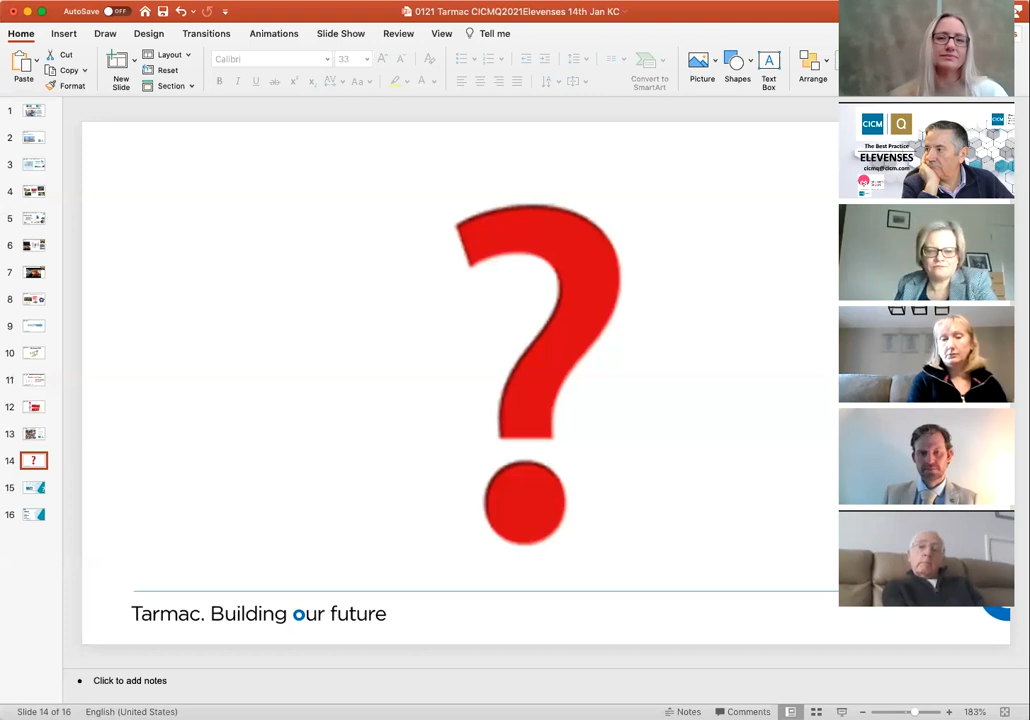 AutoSave OFF
0121 Tarmac CICMQ2021Elevenses 14th Jan KC
Home Insert Draw Design Transitions Animations Slide Show Review View Tell me
Paste
Cut
Copy
Format
New Slide
Layout
Reset
Section
Calibri 33
Convert to SmartArt
Picture
Shapes
Text Box
Arrange
1
2
3
4
5
6
7
8
9
10
11
12
13
14 ?
15
16
?
Tarmac. Building our future
CICM Q
CICM
The Best Practice
ELEVENSES
cicmq@cicm.com
Click to add notes
Slide 14 of 16 English (United States)
Notes Comments 183%